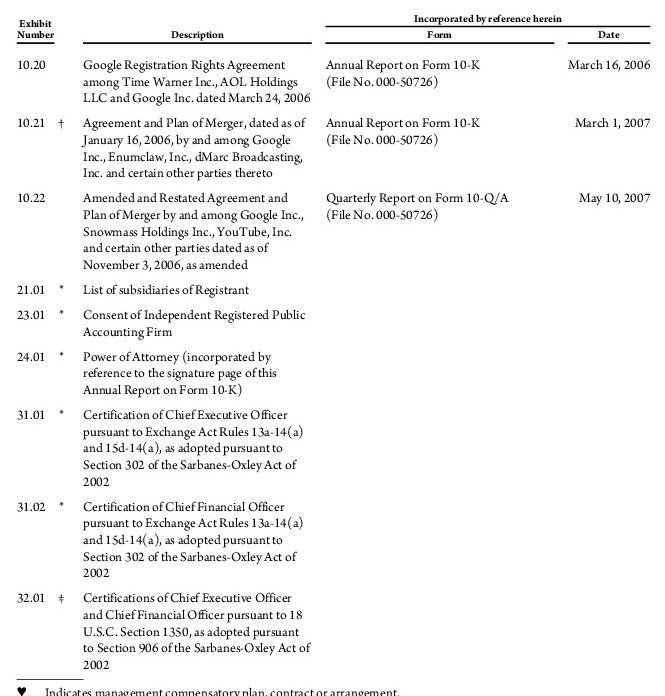 Incorporated by reference herein
Exhibit
Number Description Form Date
10.20 Google Registration Rights Agreement Annual Report on Form 10-K March 16, 2006
among Time Warner Inc., AOL Holdings (File No. 000-50726)
LLC and Google Inc. dated March 24, 2006
10.21 † Agreement and Plan of Merger, dated as of Annual Report on Form 10-K March 1, 2007
January 16, 2006, by and among Google (File No. 000-50726)
Inc., Enumclaw, Inc., dMarc Broadcasting,
Inc. and certain other parties thereto
10.22 Amended and Restated Agreement and Quarterly Report on Form 10-Q/A May 10, 2007
Plan of Merger by and among Google Inc., (File No. 000-50726)
Snowmass Holdings Inc., YouTube, Inc.
and certain other parties dated as of
November 3, 2006, as amended
21.01 * List of subsidiaries of Registrant
23.01 * Consent of Independent Registered Public
Accounting Firm
24.01 * Power of Attorney (incorporated by
reference to the signature page of this
Annual Report on Form 10-K)
31.01 * Certification of Chief Executive Officer
pursuant to Exchange Act Rules 13a-14(a)
and 15d-14(a), as adopted pursuant to
Section 302 of the Sarbanes-Oxley Act of
2002
31.02 * Certification of Chief Financial Officer
pursuant to Exchange Act Rules 13a-14(a)
and 15d-14(a), as adopted pursuant to
Section 302 of the Sarbanes-Oxley Act of
2002
32.01 ‡ Certifications of Chief Executive Officer
and Chief Financial Officer pursuant to 18
U.S.C. Section 1350, as adopted pursuant
to Section 906 of the Sarbanes-Oxley Act of
2002
♥ Indicates management compensatory plan, contract or arrangement.